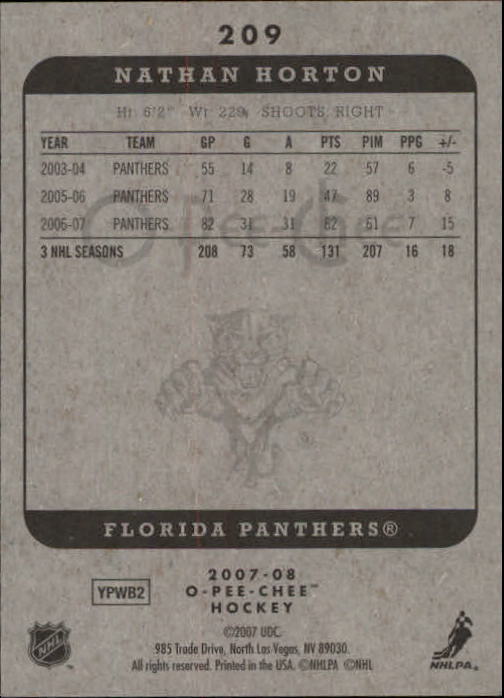 209
NATHAN HORTON
HT: 6'2" WT: 229 SHOOTS: RIGHT
YEAR TEAM GP G A PTS PIM PPG +/-
2003-04 PANTHERS 55 14 8 22 57 6 -5
2005-06 PANTHERS 71 28 19 47 89 3 8
2006-07 PANTHERS 82 31 31 62 61 7 15
3 NHL SEASONS 208 73 58 131 207 16 18
O-Pee-Chee
FLORIDA PANTHERS®
YPWB2
2007-08
O-PEE-CHEE™
HOCKEY
©2007 UDC.
985 Trade Drive, North Las Vegas, NV 89030.
All rights reserved. Printed in the USA. ©NHLPA ©NHL
NHL
NHLPA